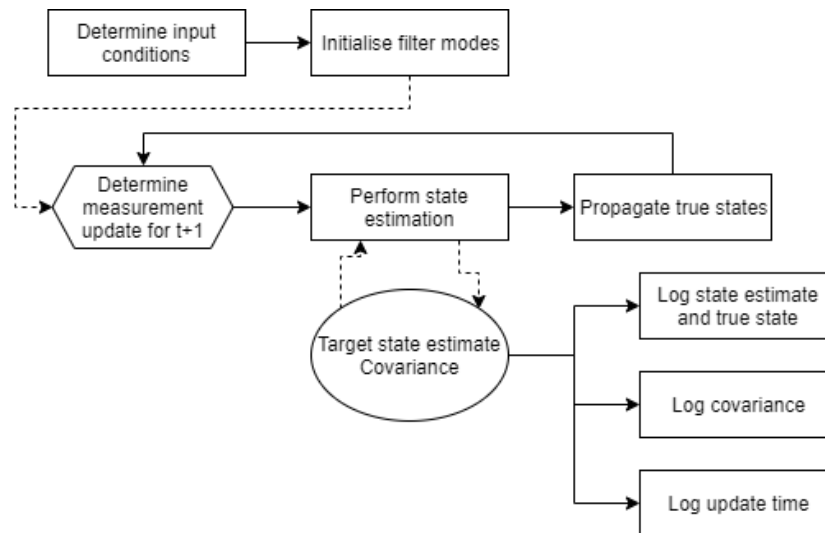 Determine input
conditions
Initialise filter modes
Determine
measurement
update for t+1
Perform state
estimation
Propagate true states
Target state estimate
Covariance
Log state estimate
and true state
Log covariance
Log update time